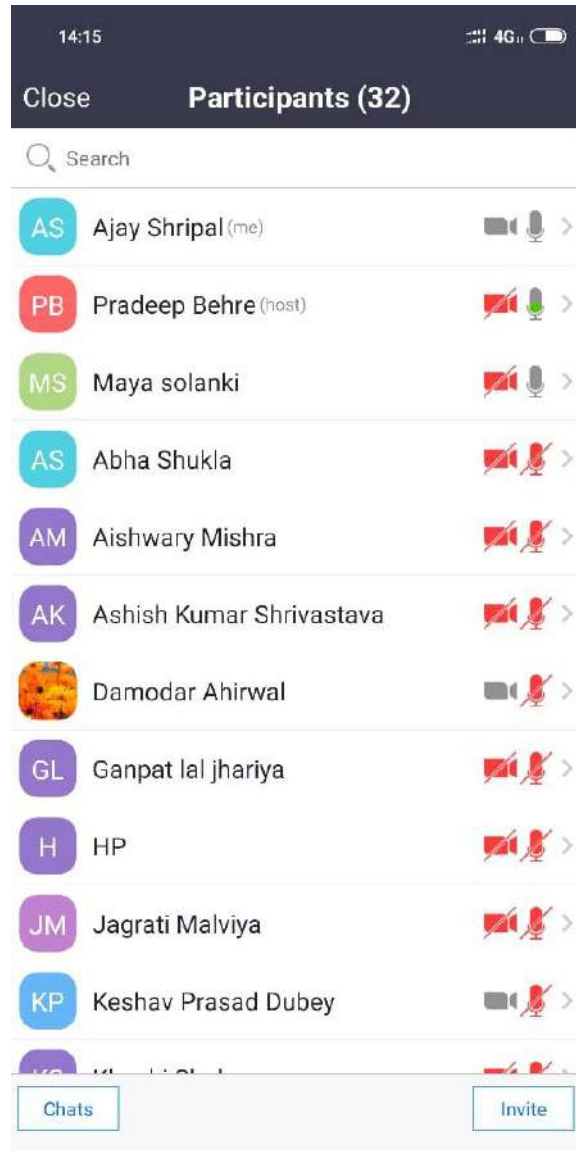 14:15 4G
Close Participants (32)
Search
AS Ajay Shripal (me)
PB Pradeep Behre (host)
MS Maya solanki
AS Abha Shukla
AM Aishwary Mishra
AK Ashish Kumar Shrivastava
Damodar Ahirwal
GL Ganpat lal jhariya
H HP
JM Jagrati Malviya
KP Keshav Prasad Dubey
Chats Invite